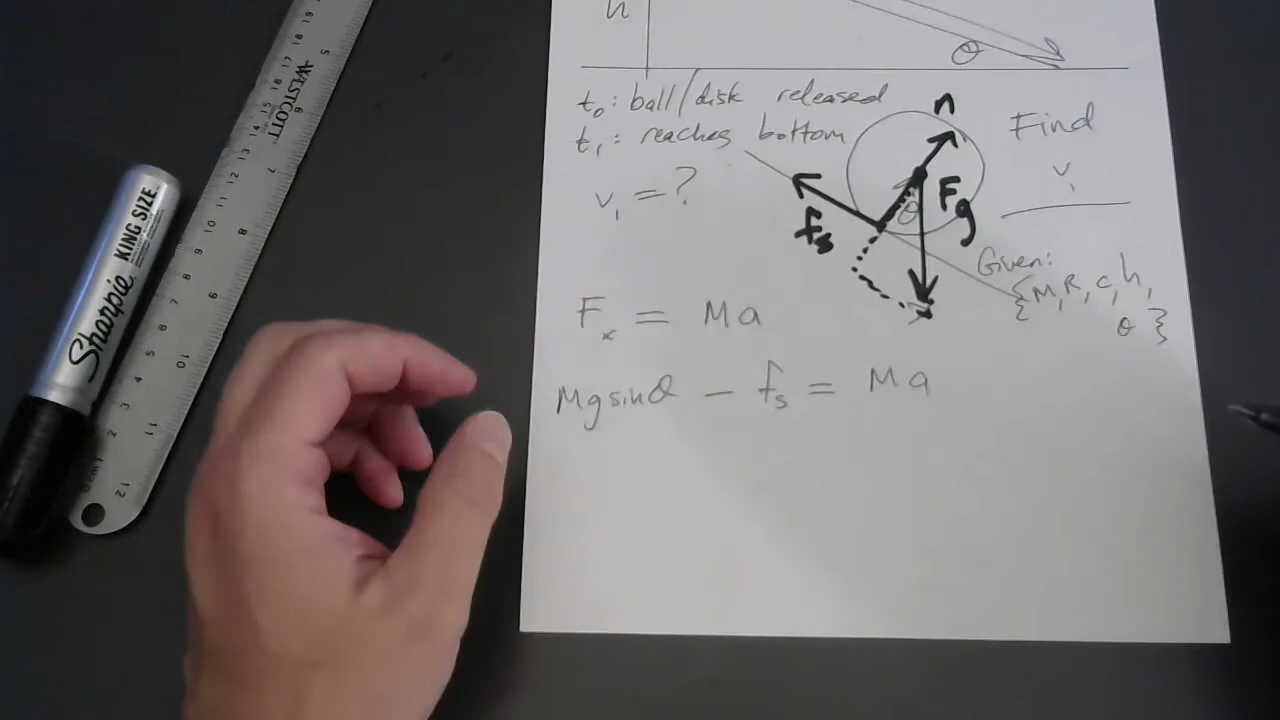 h
θ
t₀: ball/disk released
t₁: reaches bottom
v₁ = ?
n
Fg
fs
θ
Find
v₁
Given:
{M, R, c, h,
θ}
Fx = Ma
Mg sinθ - fs = Ma
Sharpie KING SIZE.
WESTCOTT